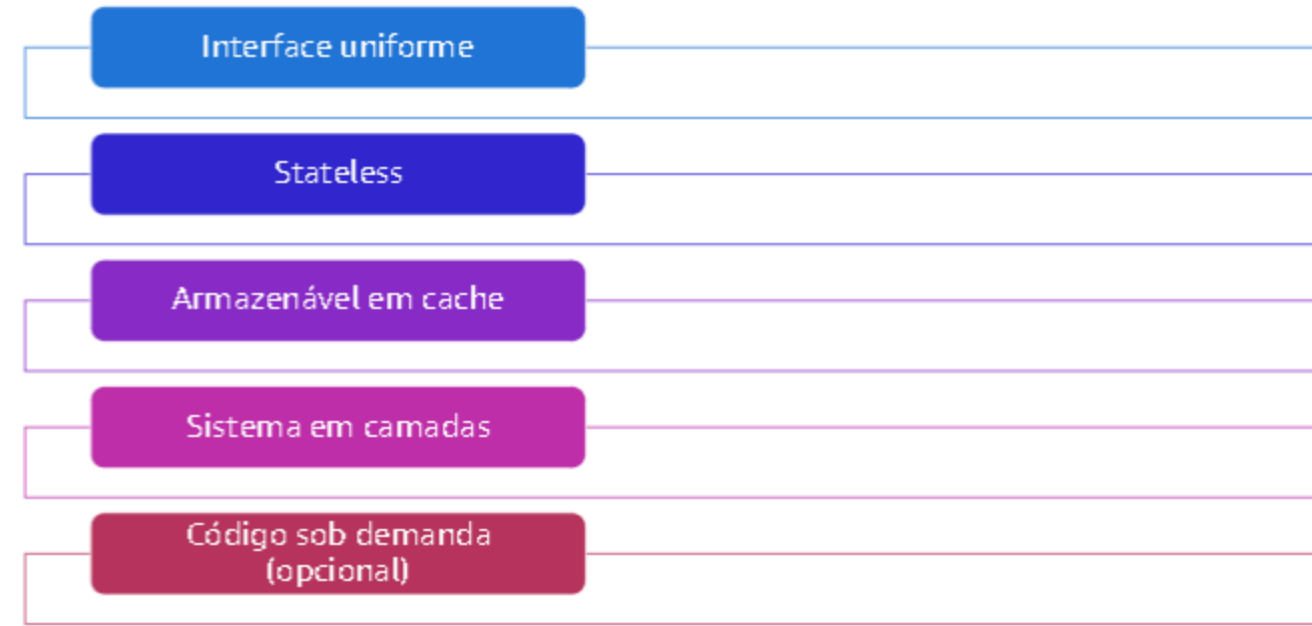 Interface uniforme
Stateless
Armazenável em cache
Sistema em camadas
Código sob demanda
(opcional)